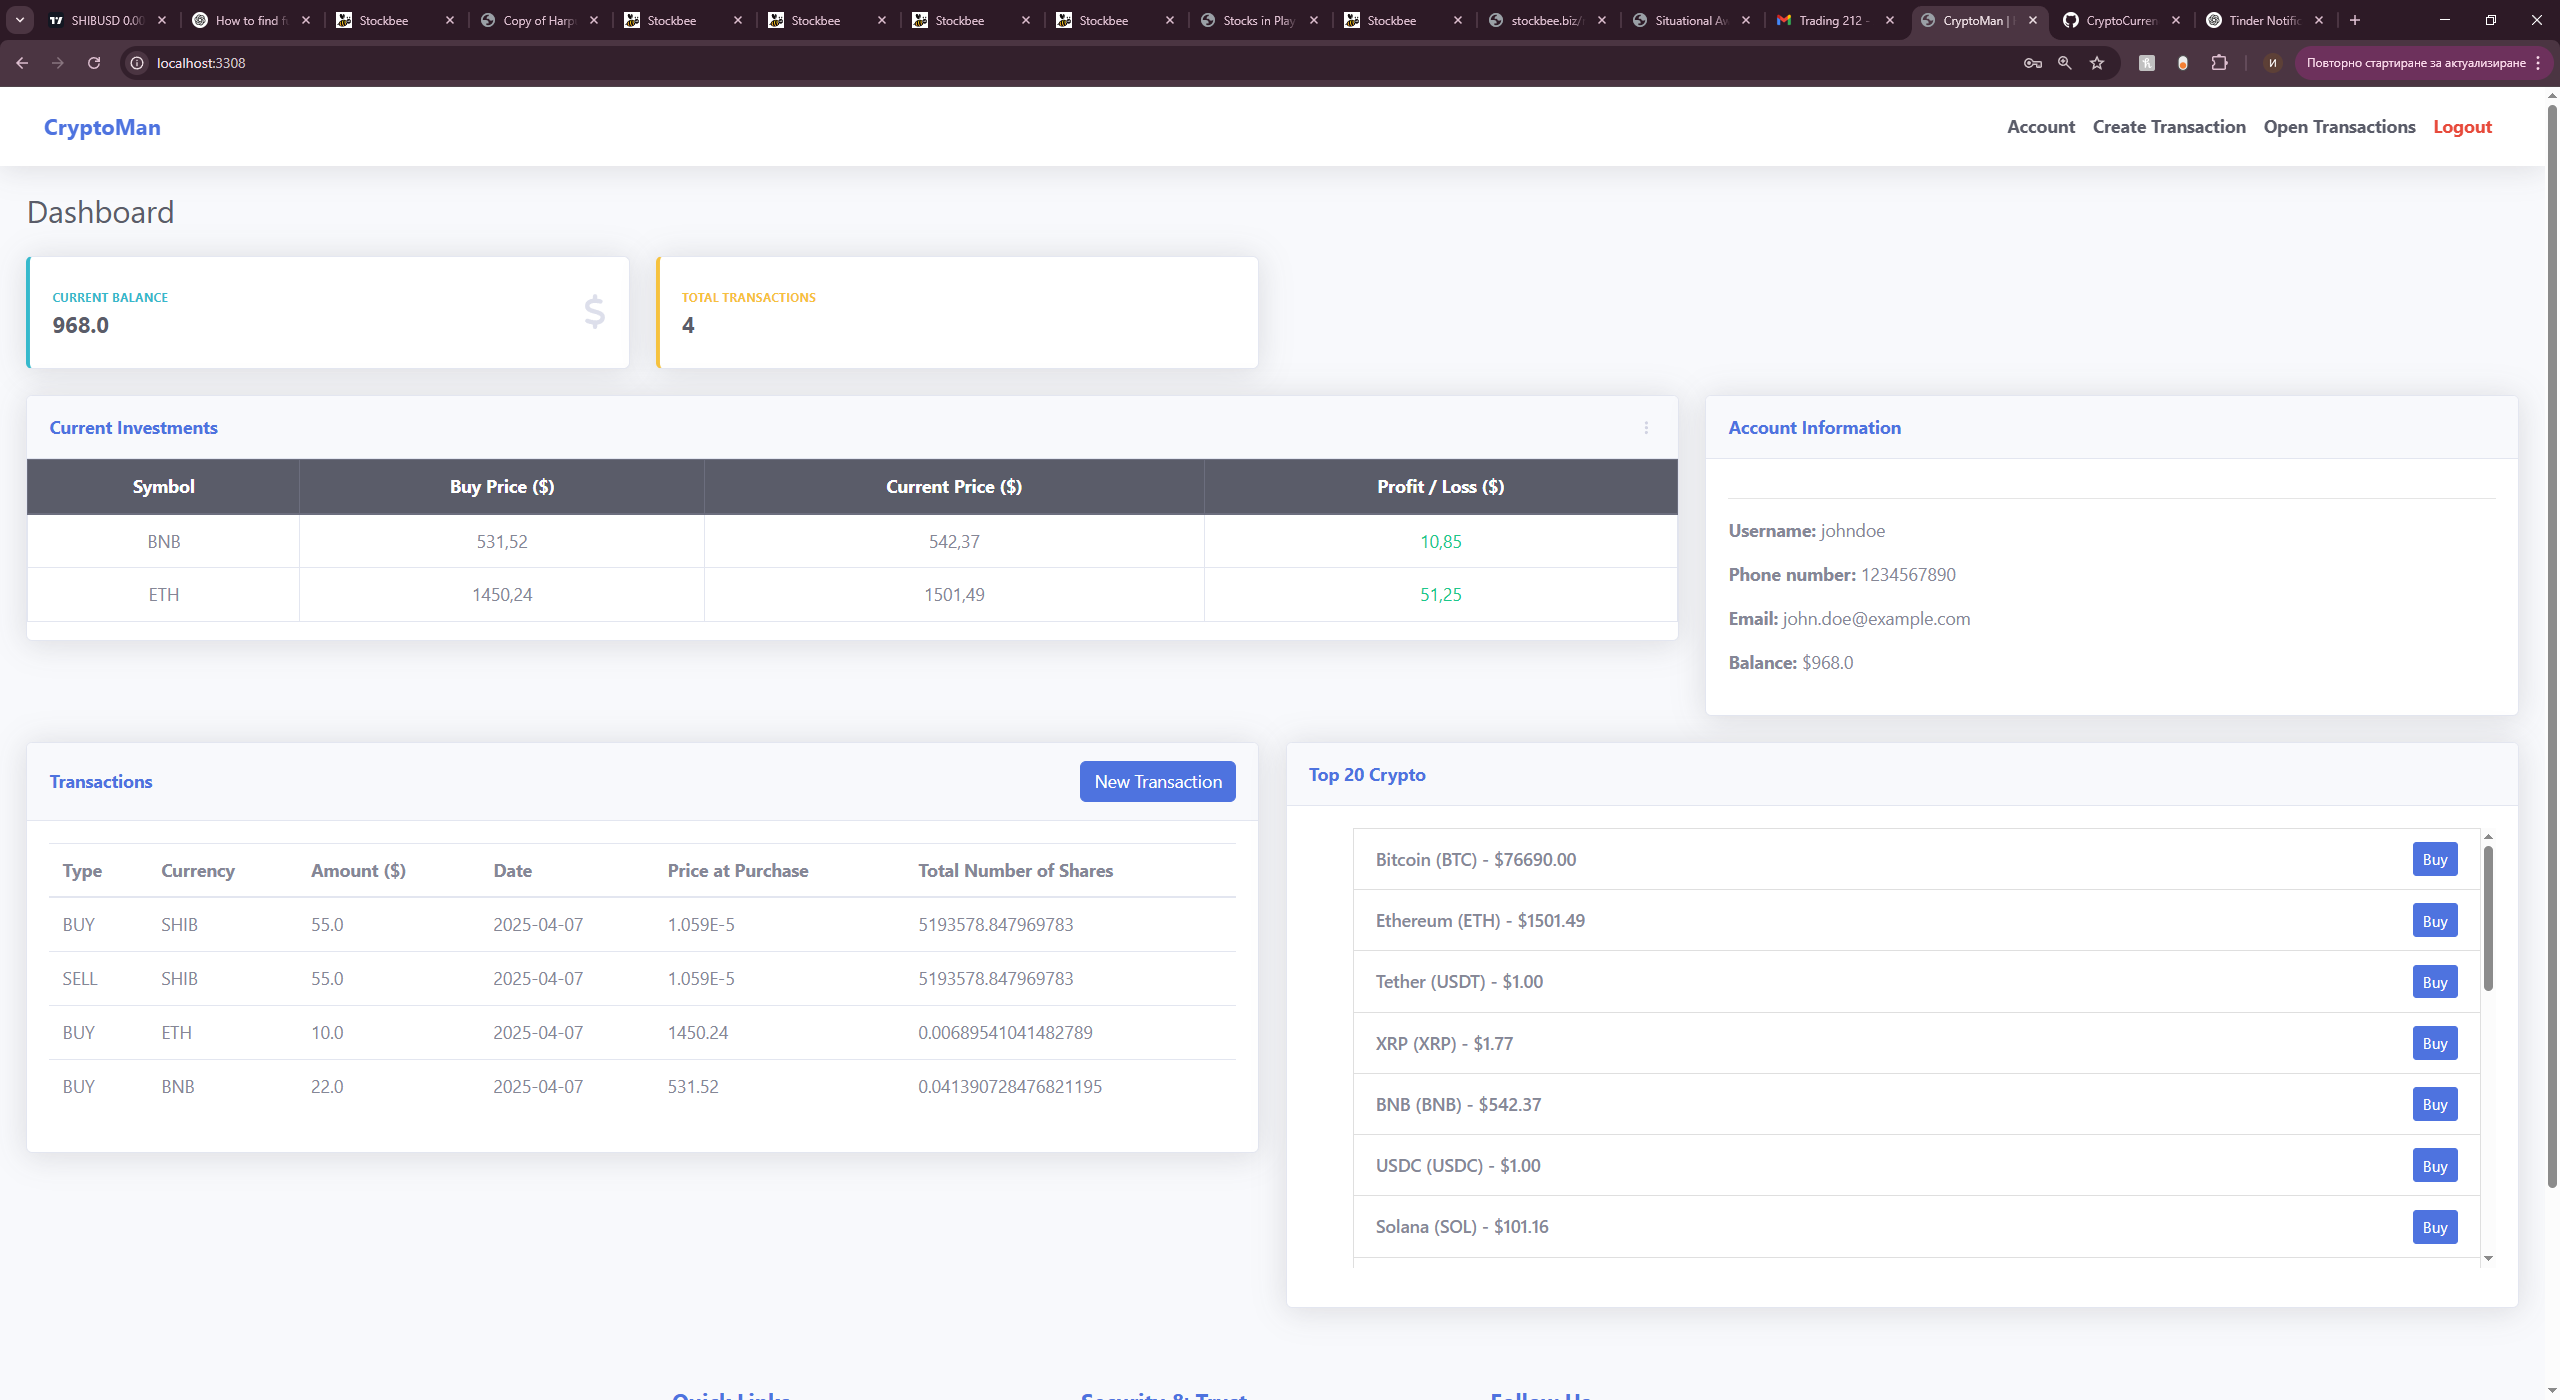 SHIBUSD 0.00
How to find f
Stockbee
Copy of Harp
Stockbee
Stockbee
Stockbee
Stockbee
Stocks in Play
Stockbee
stockbee.biz/
Situational A
Trading 212 -
CryptoMan |
CryptoCurren
Tinder Notific
localhost:3308
И
Повторно стартиране за актуализиране
CryptoMan
Account Create Transaction Open Transactions Logout
Dashboard
CURRENT BALANCE
968.0
$
TOTAL TRANSACTIONS
4
Current Investments
Symbol Buy Price ($) Current Price ($) Profit / Loss ($)
BNB 531,52 542,37 10,85
ETH 1450,24 1501,49 51,25
Account Information
Username: johndoe
Phone number: 1234567890
Email: john.doe@example.com
Balance: $968.0
Transactions
New Transaction
Type Currency Amount ($) Date Price at Purchase Total Number of Shares
BUY SHIB 55.0 2025-04-07 1.059E-5 5193578.847969783
SELL SHIB 55.0 2025-04-07 1.059E-5 5193578.847969783
BUY ETH 10.0 2025-04-07 1450.24 0.00689541041482789
BUY BNB 22.0 2025-04-07 531.52 0.041390728476821195
Top 20 Crypto
Bitcoin (BTC) - $76690.00 Buy
Ethereum (ETH) - $1501.49 Buy
Tether (USDT) - $1.00 Buy
XRP (XRP) - $1.77 Buy
BNB (BNB) - $542.37 Buy
USDC (USDC) - $1.00 Buy
Solana (SOL) - $101.16 Buy
Quick Links Security & Trust Follow Us